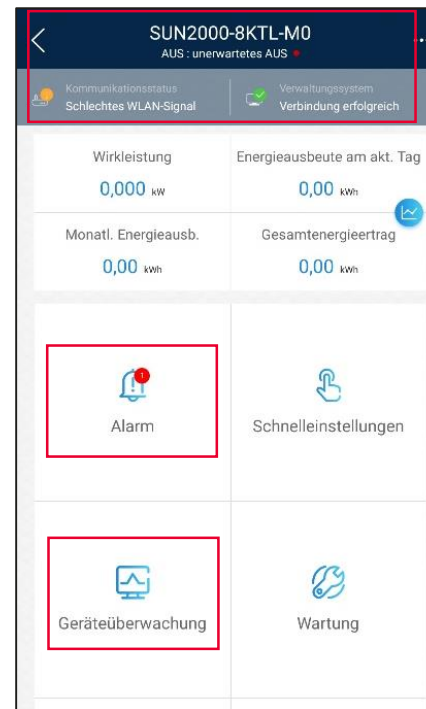 SUN2000-8KTL-M0
AUS : unerwartetes AUS
Kommunikationsstatus
Schlechtes WLAN-Signal
Verwaltungssystem
Verbindung erfolgreich
Wirkleistung
0,000 kW
Energieausbeute am akt. Tag
0,00 kWh
Monatl. Energieausb.
0,00 kWh
Gesamtenergieertrag
0,00 kWh
1
Alarm
Schnelleinstellungen
Geräteüberwachung
Wartung